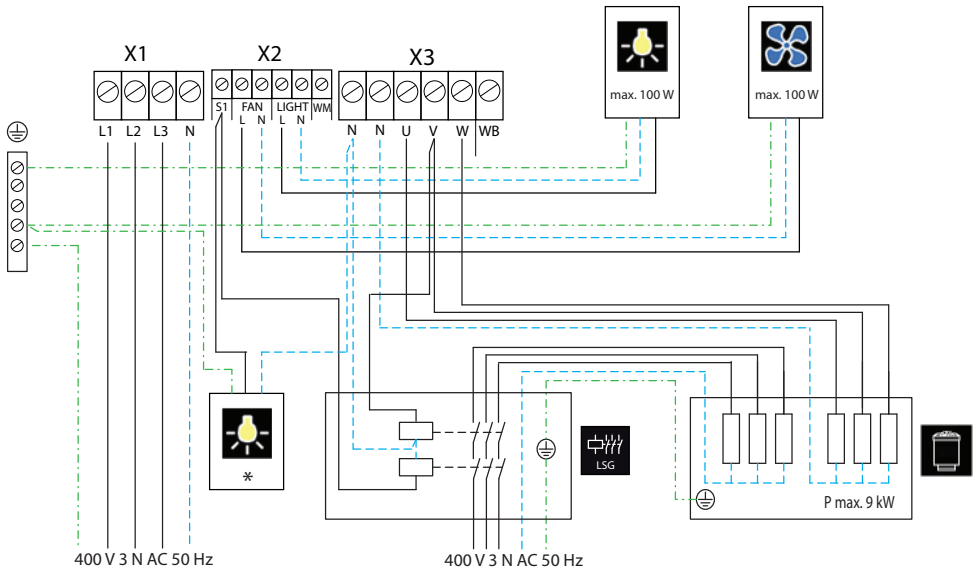 X1 X2 X3
max. 100 W max. 100 W
S1 FAN LIGHT WM
L N L N
L1 L2 L3 N N N U V W WB
*
LSG
P max. 9 kW
400 V 3 N AC 50 Hz 400 V 3 N AC 50 Hz